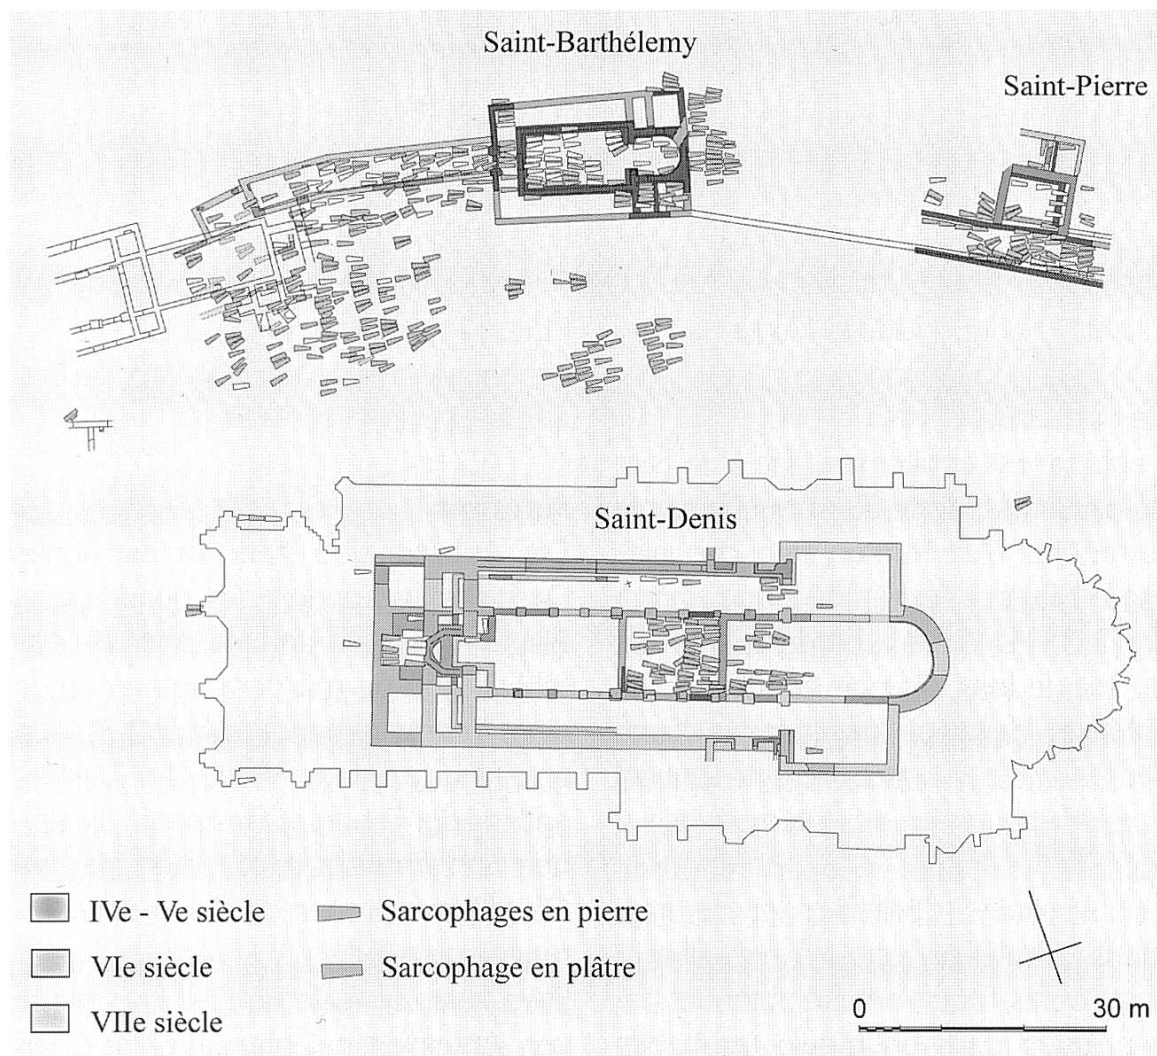 Saint-Barthélemy
Saint-Pierre
Saint-Denis
IVe - Ve siècle
Sarcophages en pierre
VIe siècle
Sarcophage en plâtre
VIIe siècle
0
30 m